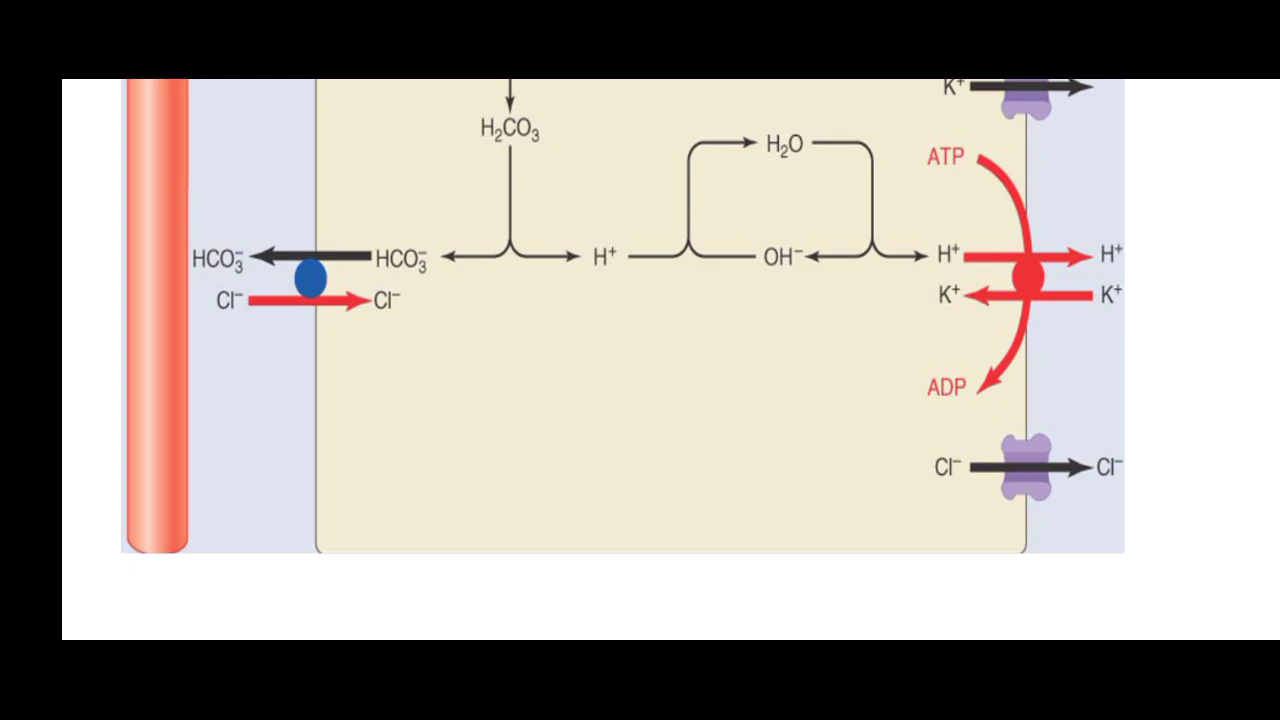 K⁺
H₂CO₃
H₂O
ATP
HCO₃⁻ HCO₃⁻ H⁺ OH⁻ H⁺ H⁺
Cl⁻ Cl⁻ K⁺ K⁺
ADP
Cl⁻ Cl⁻